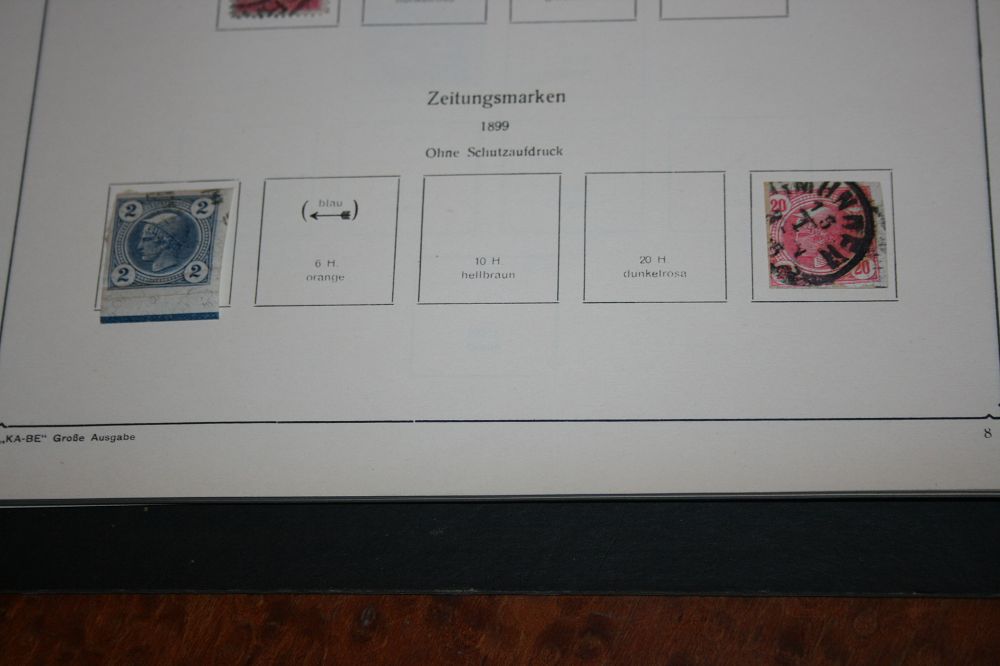 Zeitungsmarken
1899
Ohne Schutzaufdruck
2 2
2 2
blau
6 H.
orange
10 H.
hellbraun
20 H.
dunkelrosa
20
20
GMUNDEN
„KA-BE" Große Ausgabe
8